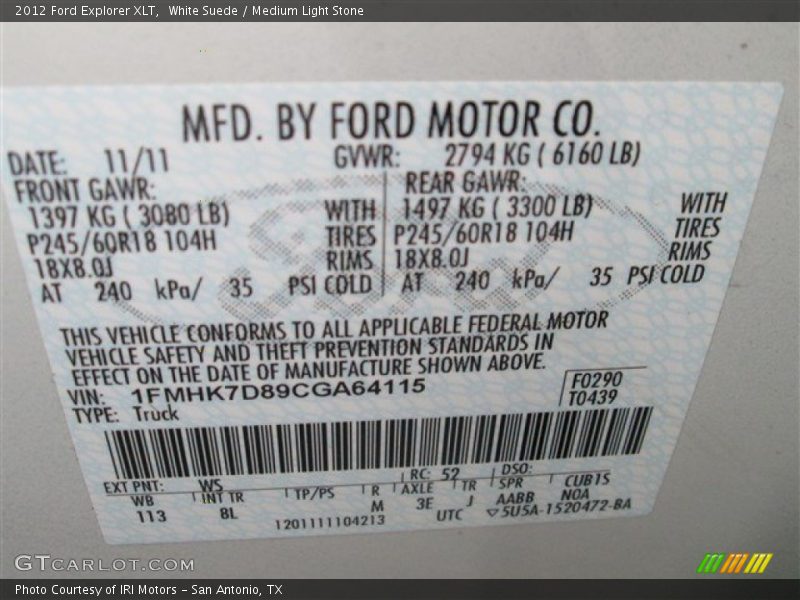 2012 Ford Explorer XLT,  White Suede / Medium Light Stone
MFD. BY FORD MOTOR CO.
DATE: 11/11 GVWR: 2794 KG ( 6160 LB)
FRONT GAWR: REAR GAWR:
1397 KG ( 3080 LB) WITH 1497 KG ( 3300 LB) WITH
P245/60R18 104H TIRES P245/60R18 104H TIRES
18X8.0J RIMS 18X8.0J RIMS
AT 240 kPa/ 35 PSI COLD AT 240 kPa/ 35 PSI COLD
THIS VEHICLE CONFORMS TO ALL APPLICABLE FEDERAL MOTOR
VEHICLE SAFETY AND THEFT PREVENTION STANDARDS IN
EFFECT ON THE DATE OF MANUFACTURE SHOWN ABOVE.
VIN: 1FMHK7D89CGA64115 F0290
TYPE: Truck T0439
EXT PNT: WS RC: 52 DSO:
WB INT TR TP/PS R AXLE TR SPR CUB1S
113 8L M 3E J AABB NOA
1201111104213 UTC ▽5U5A-1520472-BA
GTCARLOT.COM
Photo Courtesy of IRI Motors – San Antonio, TX